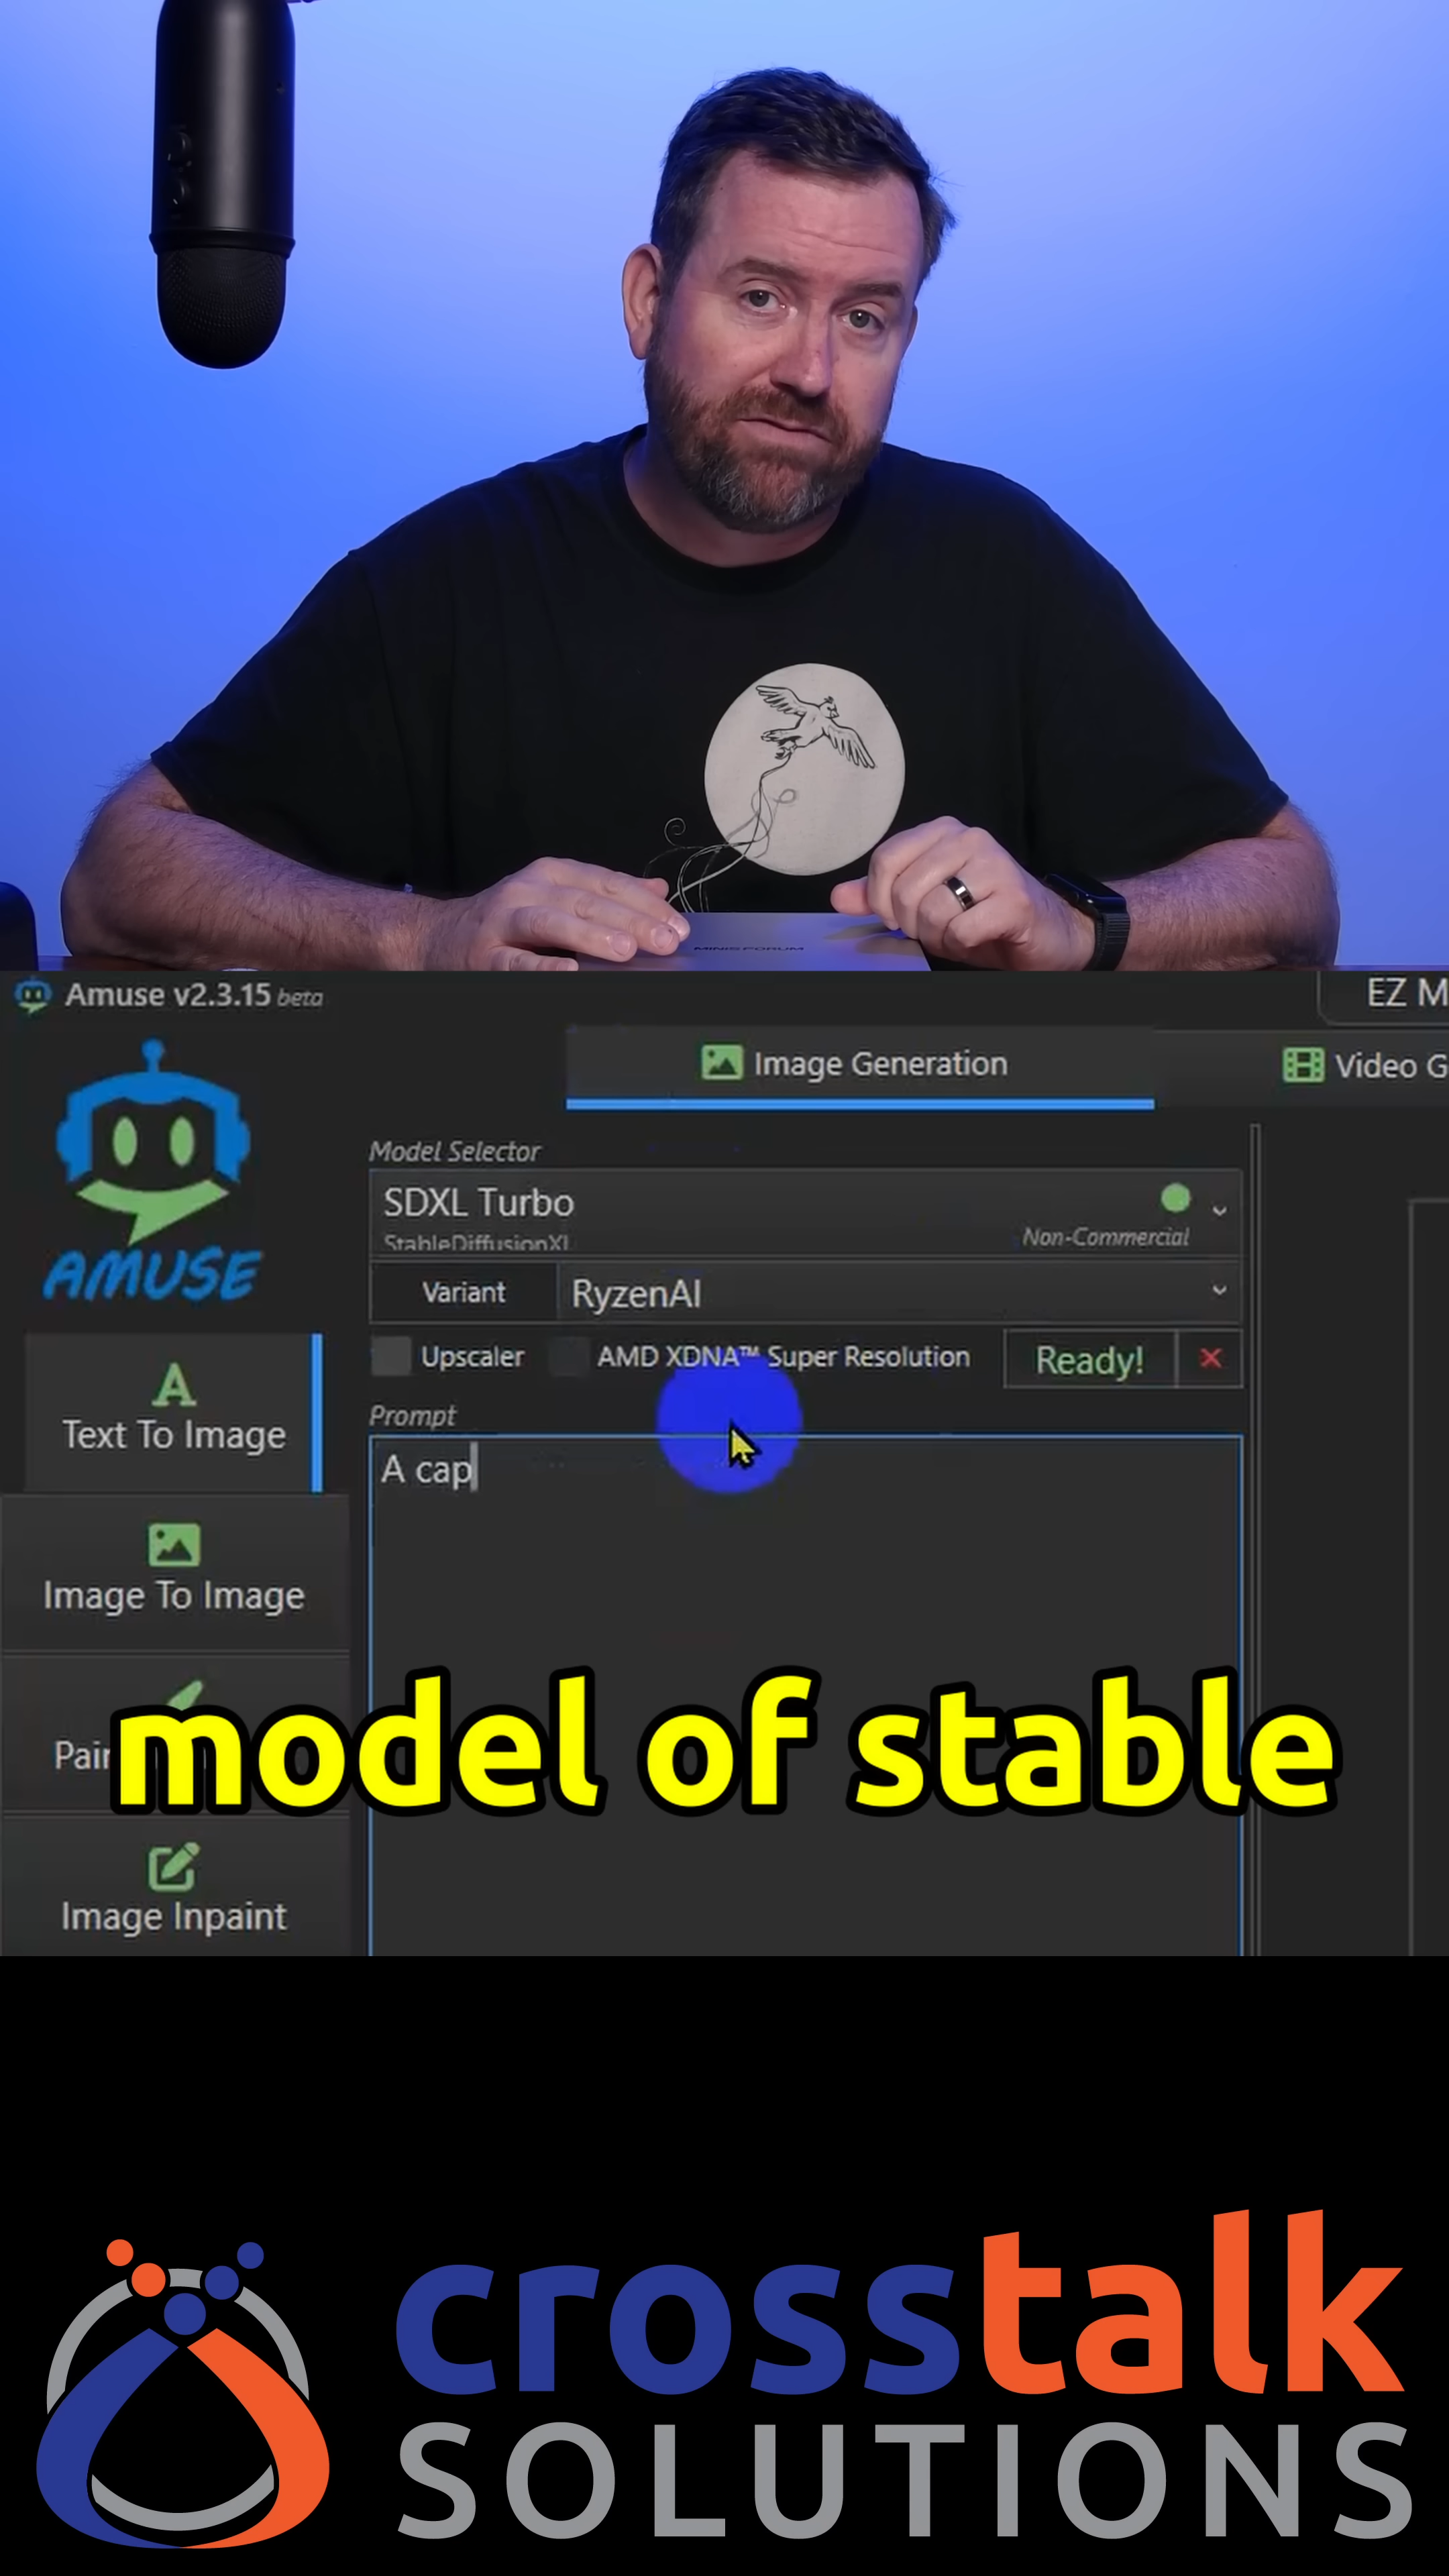 MINISFORUM
Amuse v2.3.15 beta
EZ M
Image Generation
Video G
Model Selector
SDXL Turbo
StableDiffusionXL
Non-Commercial
AMUSE
Variant
RyzenAI
Upscaler
AMD XDNA™ Super Resolution
Ready!
Prompt
Text To Image
A cap
Image To Image
Pain
model of stable
Image Inpaint
crosstalk
SOLUTIONS